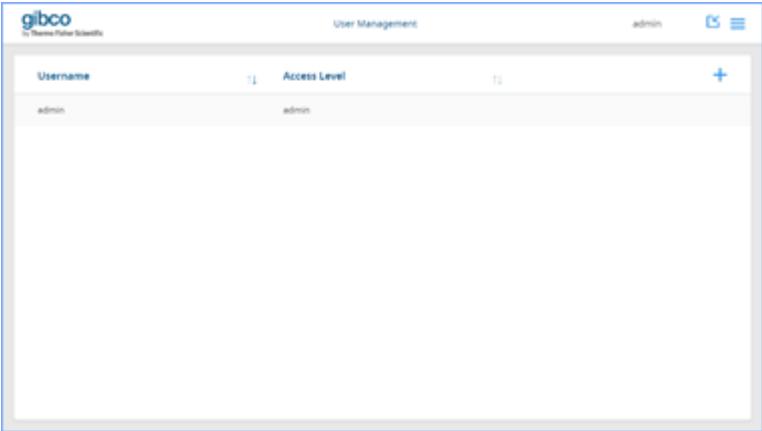 gibco
by Thermo Fisher Scientific
User Management
admin
Username
Access Level
admin
admin